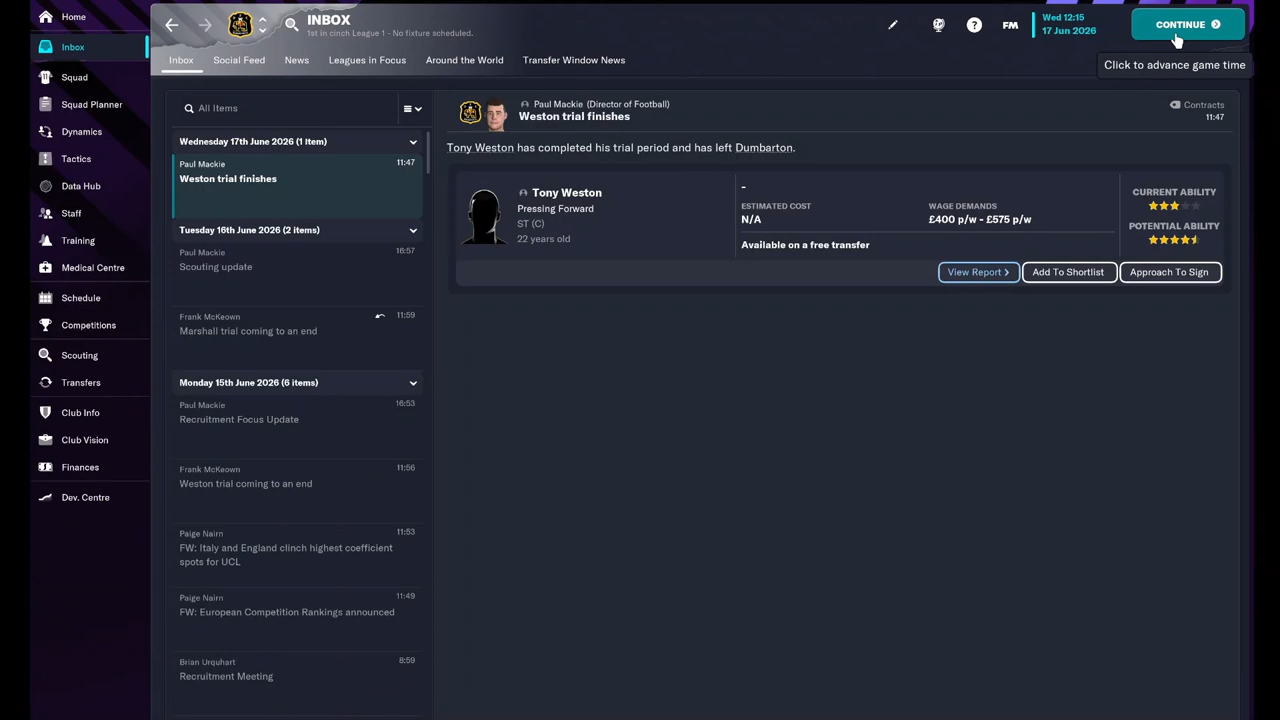 Home
Inbox
Squad
Squad Planner
Dynamics
Tactics
Data Hub
Staff
Training
Medical Centre
Schedule
Competitions
Scouting
Transfers
Club Info
Club Vision
Finances
Dev. Centre
INBOX
1st in cinch League 1 - No fixture scheduled.
FM
Wed 12:15
17 Jun 2026
CONTINUE
Click to advance game time
Inbox
Social Feed
News
Leagues in Focus
Around the World
Transfer Window News
All Items
Wednesday 17th June 2026 (1 item)
Paul Mackie
11:47
Weston trial finishes
Tuesday 16th June 2026 (2 items)
Paul Mackie
16:57
Scouting update
Frank McKeown
11:59
Marshall trial coming to an end
Monday 15th June 2026 (6 items)
Paul Mackie
16:53
Recruitment Focus Update
Frank McKeown
11:56
Weston trial coming to an end
Paige Nairn
11:53
FW: Italy and England clinch highest coefficient
spots for UCL
Paige Nairn
11:49
FW: European Competition Rankings announced
Brian Urquhart
8:59
Recruitment Meeting
Paul Mackie (Director of Football)
Weston trial finishes
Contracts
11:47
Tony Weston has completed his trial period and has left Dumbarton.
Tony Weston
Pressing Forward
ST (C)
22 years old
-
ESTIMATED COST
N/A
WAGE DEMANDS
£400 p/w - £575 p/w
Available on a free transfer
CURRENT ABILITY
POTENTIAL ABILITY
View Report
Add To Shortlist
Approach To Sign